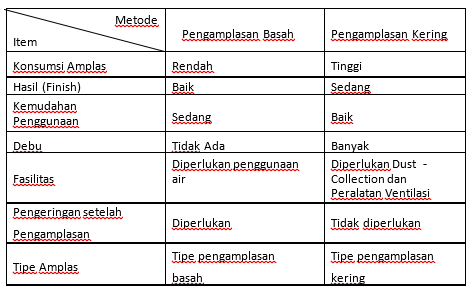 Metode
Item
Pengamplasan Basah
Pengamplasan Kering
Konsumsi Amplas
Rendah
Tinggi
Hasil (Finish)
Baik
Sedang
Kemudahan
Penggunaan
Sedang
Baik
Debu
Tidak Ada
Banyak
Fasilitas
Diperlukan penggunaan
air
Diperlukan Dust -
Collection dan
Peralatan Ventilasi
Pengeringan setelah
Pengamplasan
Diperlukan
Tidak diperlukan
Tipe Amplas
Tipe pengamplasan
basah
Tipe pengamplasan
kering